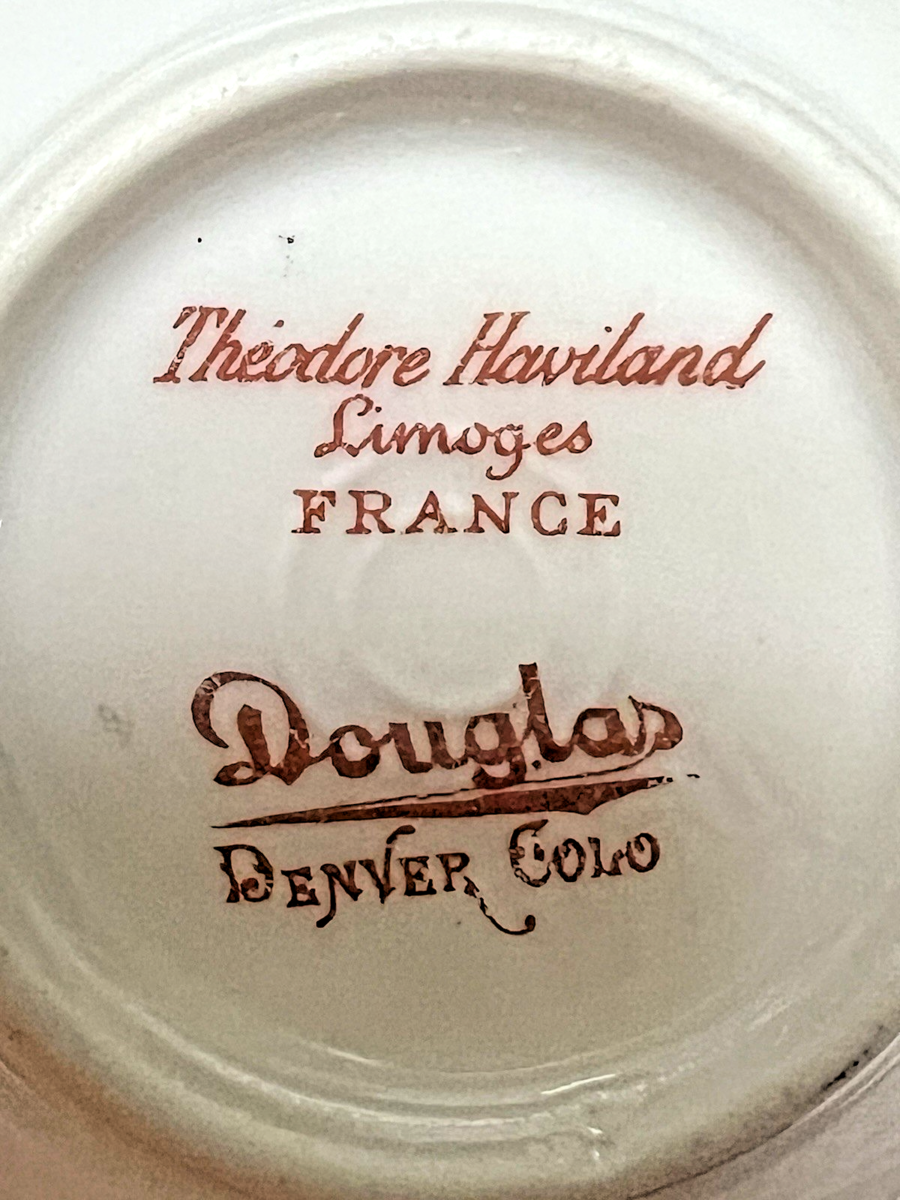 Théodore Haviland
Limoges
FRANCE
Douglas
DENVER COLO